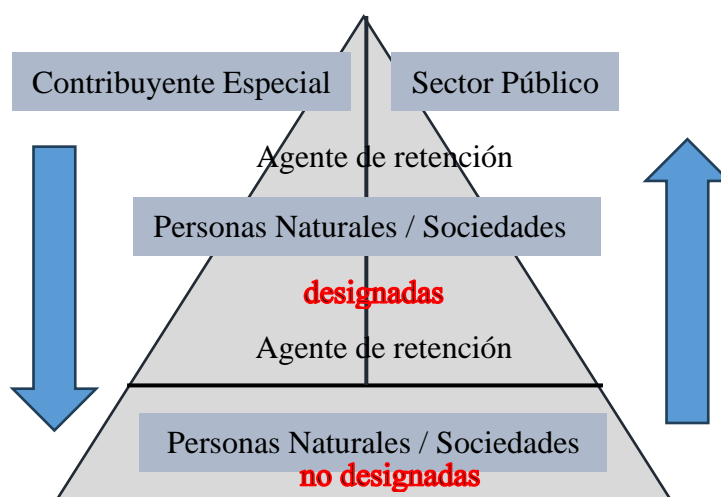 Contribuyente Especial
Sector Público
Agente de retención
Personas Naturales / Sociedades
designadas
Agente de retención
Personas Naturales / Sociedades
no designadas